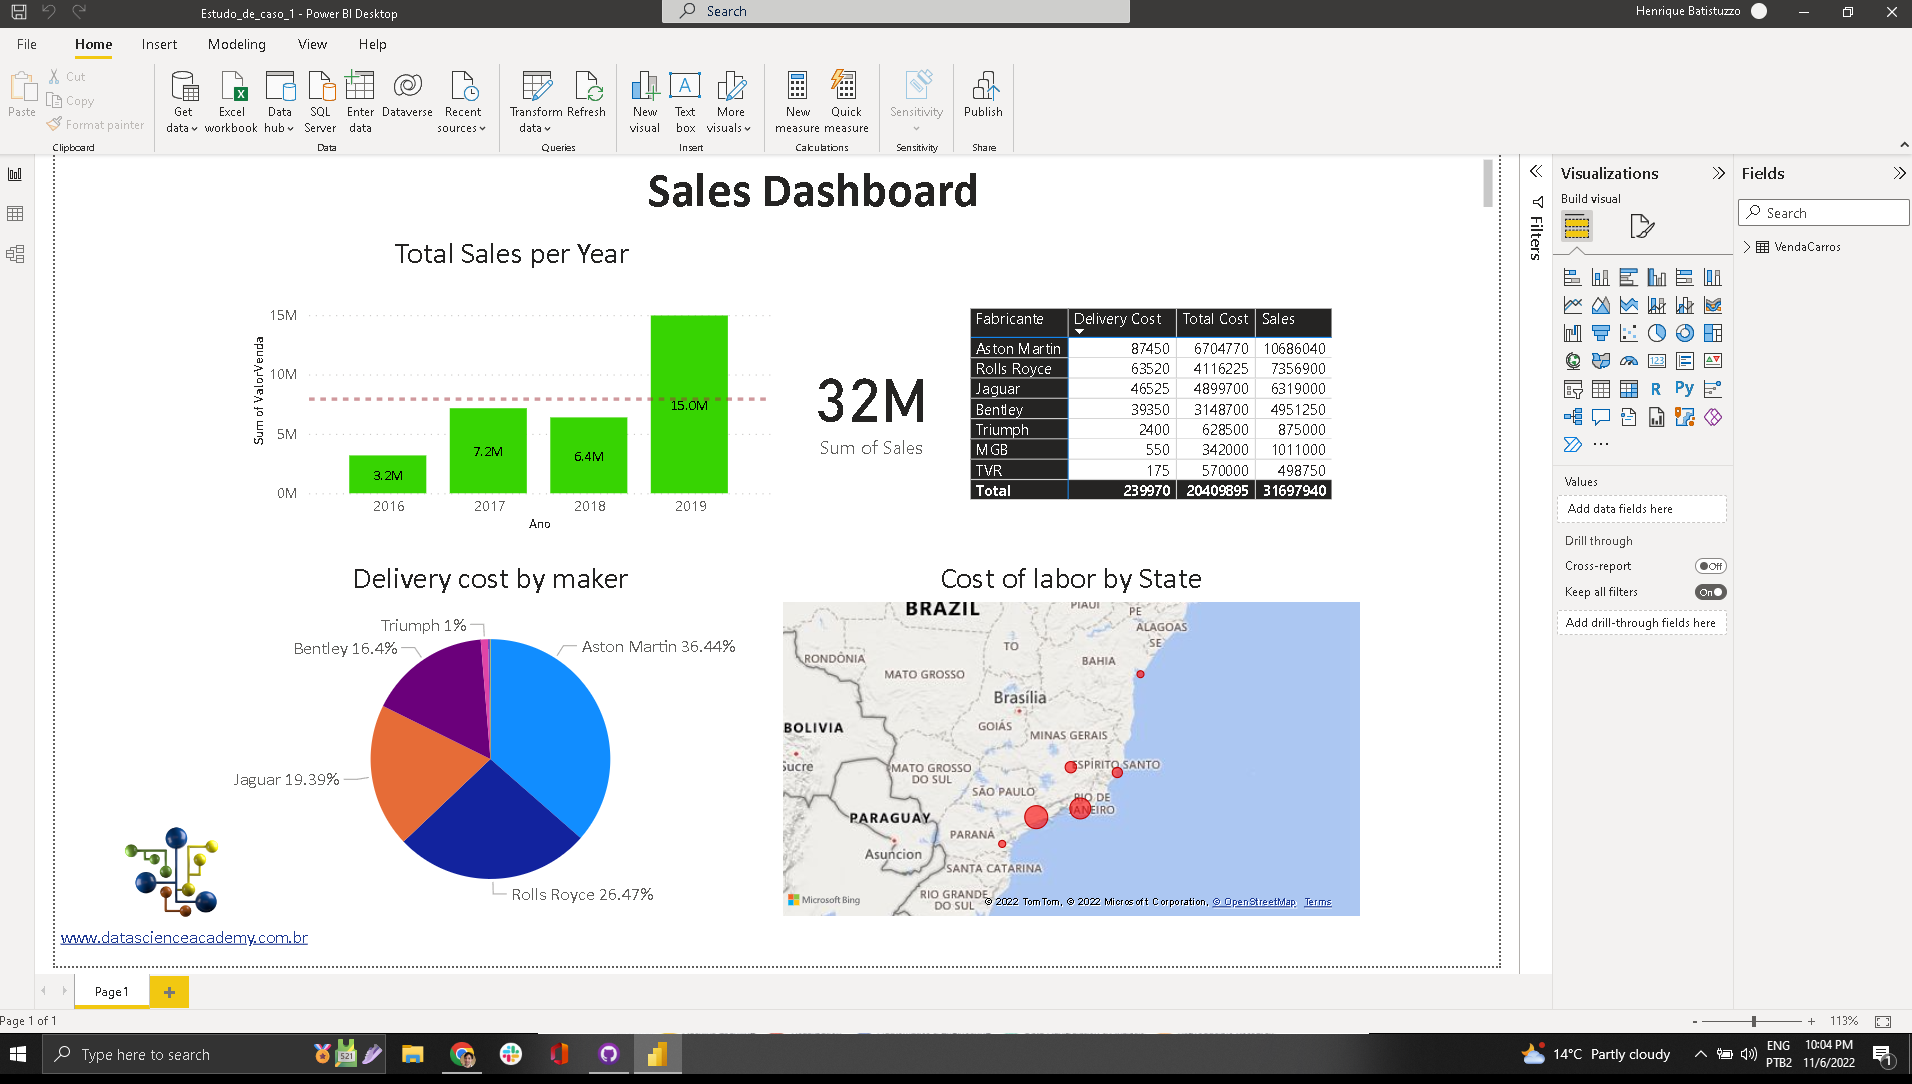 Estudo_de_caso_1 - Power BI Desktop
Search
Henrique Batistuzzo
File Home Insert Modeling View Help
Paste
Cut
Copy
Format painter
Clipboard
Get data
Excel workbook
Data hub
SQL Server
Enter data
Dataverse
Recent sources
Data
Transform data
Refresh
Queries
New visual
A
Text box
More visuals
Insert
New measure
Quick measure
Calculations
Sensitivity
Sensitivity
Publish
Share
Sales Dashboard
Total Sales per Year
Sum of ValorVenda
15M
10M
5M
0M
3.2M
7.2M
6.4M
15.0M
2016 2017 2018 2019
Ano
32M
Sum of Sales
Fabricante Delivery Cost Total Cost Sales
Aston Martin 87450 6704770 10686040
Rolls Royce 63520 4116225 7356900
Jaguar 46525 4899700 6319000
Bentley 39350 3148700 4951250
Triumph 2400 628500 875000
MGB 550 342000 1011000
TVR 175 570000 498750
Total 239970 20409895 31697940
Delivery cost by maker
Triumph 1%
Bentley 16.4%
Aston Martin 36.44%
Jaguar 19.39%
Rolls Royce 26.47%
www.datascienceacademy.com.br
Cost of labor by State
BRAZIL
PIAUÍ
PE
ALAGOAS
SE
TO
RONDÔNIA
BAHIA
MATO GROSSO
Brasília
BOLIVIA
GOIÁS
MINAS GERAIS
Sucre
MATO GROSSO DO SUL
ESPÍRITO SANTO
SÃO PAULO
RIO DE JANEIRO
PARAGUAY
PARANÁ
Asuncion
SANTA CATARINA
RIO GRANDE DO SUL
Microsoft Bing
© 2022 TomTom, © 2022 Microsoft Corporation, © OpenStreetMap Terms
Filters
Visualizations
Build visual
123
R
Py
Values
Add data fields here
Drill through
Cross-report
Off
Keep all filters
On
Add drill-through fields here
Fields
Search
VendaCarros
Page1
+
Page 1 of 1
- + 113%
Type here to search
521
14°C Partly cloudy
ENG
PTB2
10:04 PM
11/6/2022
1